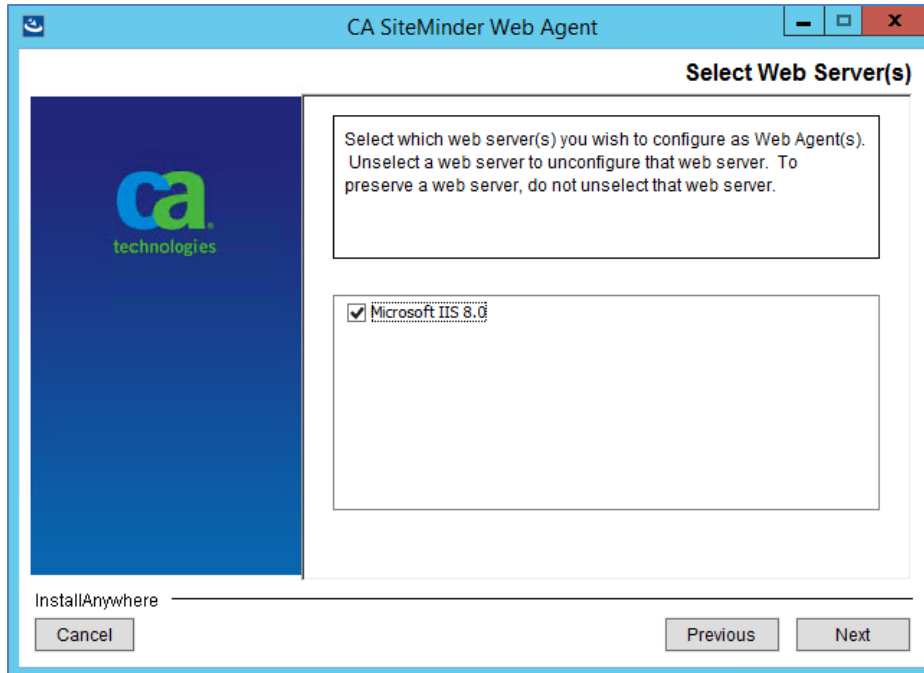 CA SiteMinder Web Agent
Select Web Server(s)
ca
technologies
Select which web server(s) you wish to configure as Web Agent(s).
Unselect a web server to unconfigure that web server. To
preserve a web server, do not unselect that web server.
Microsoft IIS 8.0
InstallAnywhere
Cancel
Previous
Next